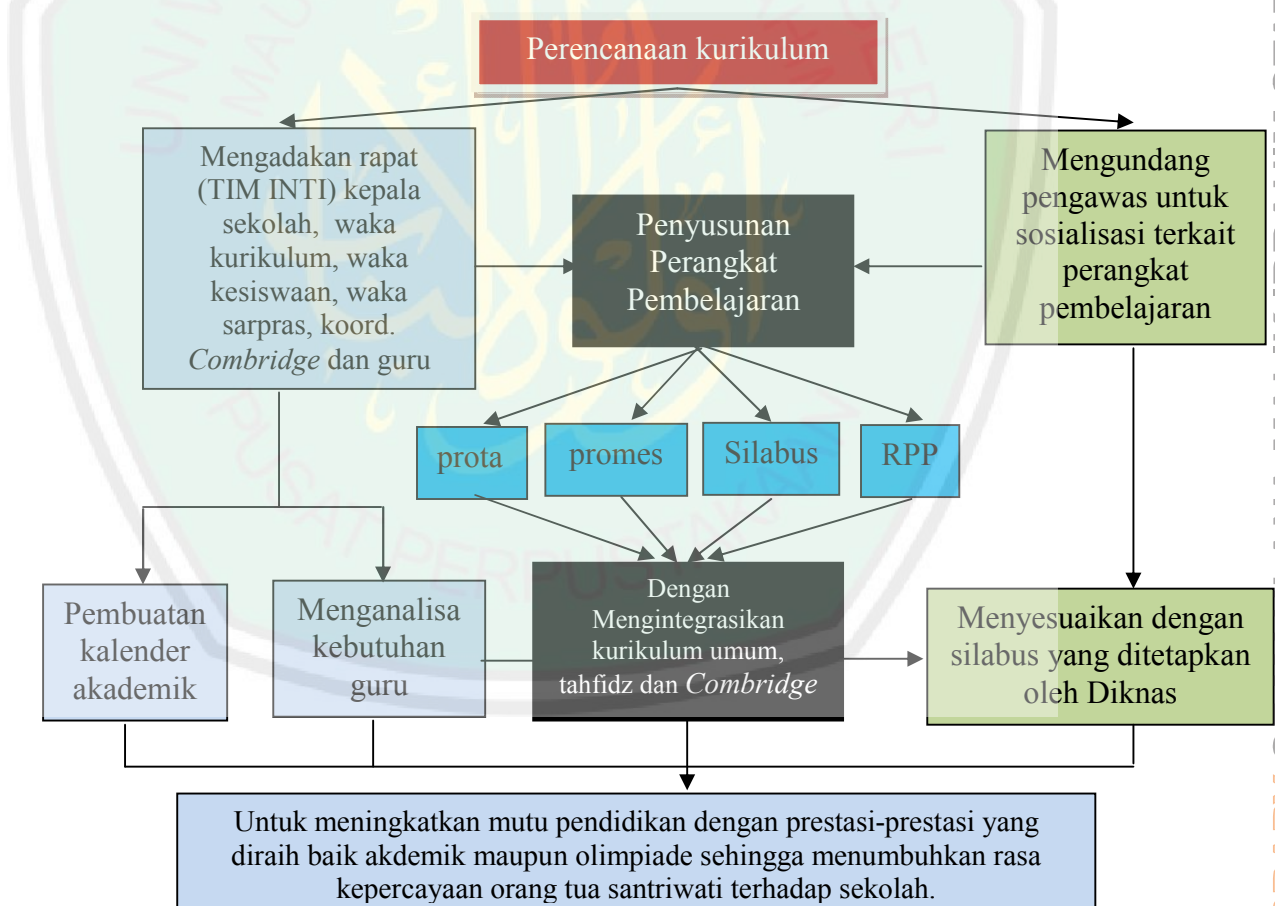 Perencanaan kurikulum
Mengadakan rapat
(TIM INTI) kepala
sekolah, waka
kurikulum, waka
kesiswaan, waka
sarpras, koord.
Combridge dan guru
Penyusunan
Perangkat
Pembelajaran
Mengundang
pengawas untuk
sosialisasi terkait
perangkat
pembelajaran
prota
promes
Silabus
RPP
Pembuatan
kalender
akademik
Menganalisa
kebutuhan
guru
Dengan
Mengintegrasikan
kurikulum umum,
tahfidz dan Combridge
Menyesuaikan dengan
silabus yang ditetapkan
oleh Diknas
Untuk meningkatkan mutu pendidikan dengan prestasi-prestasi yang
diraih baik akdemik maupun olimpiade sehingga menumbuhkan rasa
kepercayaan orang tua santriwati terhadap sekolah.
PUSAT PERPUSTAKAAN